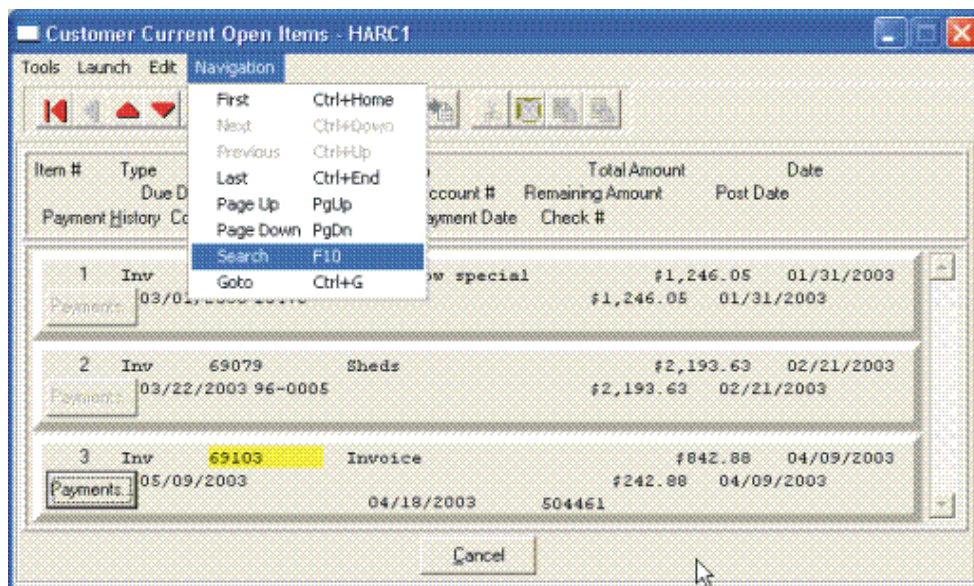 Customer Current Open Items - HARC1
Tools Launch Edit Navigation
First Ctrl+Home
Next Ctrl+Down
Previous Ctrl+Up
Last Ctrl+End
Page Up PgUp
Page Down PgDn
Search F10
Goto Ctrl+G
Item # Type Total Amount Date
Due D ccount # Remaining Amount Post Date
Payment History Co ayment Date Check #
1 Inv ow special $1,246.05 01/31/2003
Payments... 03/01/ $1,246.05 01/31/2003
2 Inv 69079 Sheds $2,193.63 02/21/2003
Payments... 03/22/2003 96-0005 $2,193.63 02/21/2003
3 Inv 69103 Invoice $842.88 04/09/2003
Payments... 05/09/2003 $242.88 04/09/2003
04/18/2003 504461
Cancel